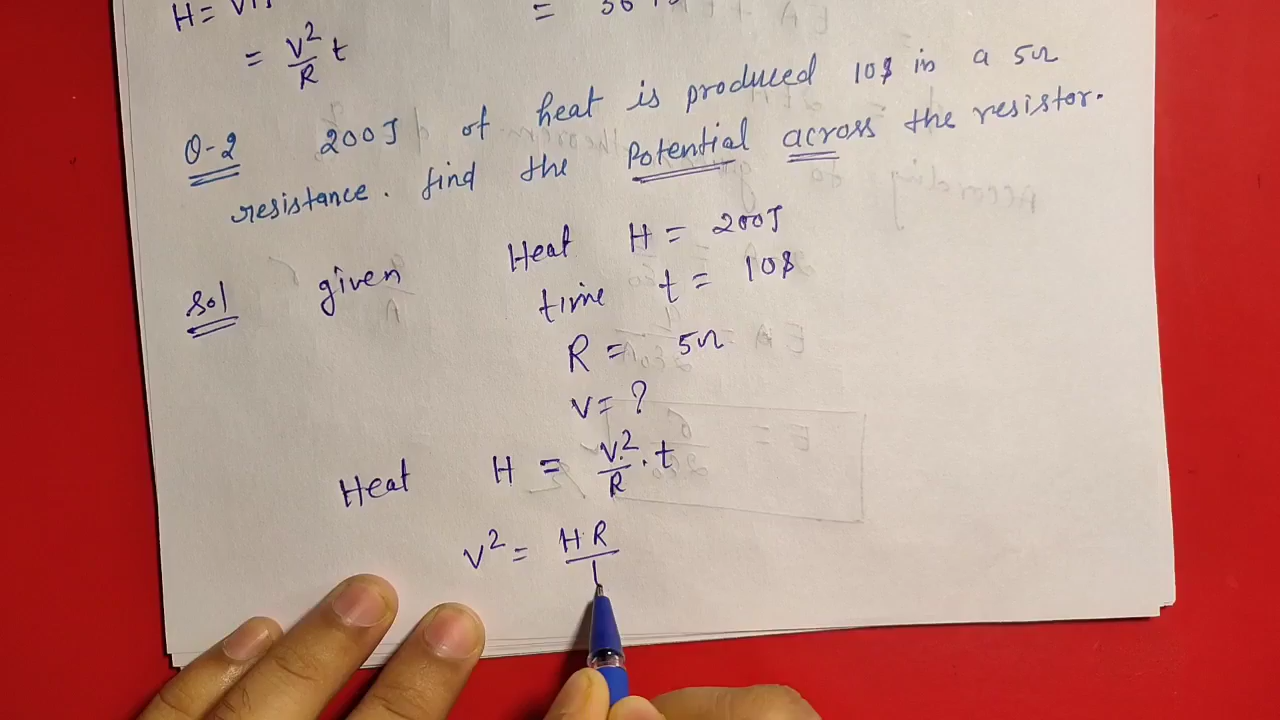 H =
= V²/R t
Q-2 200J of heat is produced 10s in a 5Ω
resistance. find the Potential across the resistor.
Sol given Heat H = 200J
time t = 10s
R = 5Ω
V = ?
Heat H = V²/R . t
V² = H.R